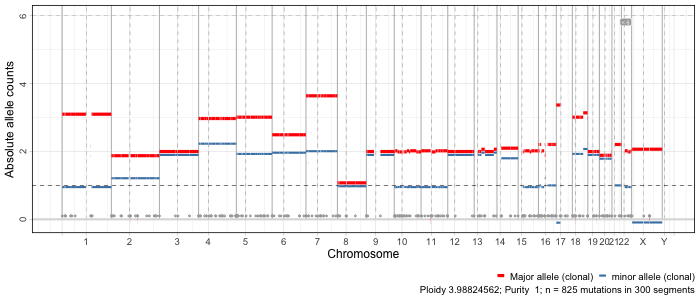 Absolute allele counts
6
4
2
0
1 2 3 4 5 6 7 8 9 10 11 12 13 14 15 16 17 18 19 20 21 22 X Y
Chromosome
Major allele (clonal) minor allele (clonal)
Ploidy 3.98824562; Purity 1; n = 825 mutations in 300 segments